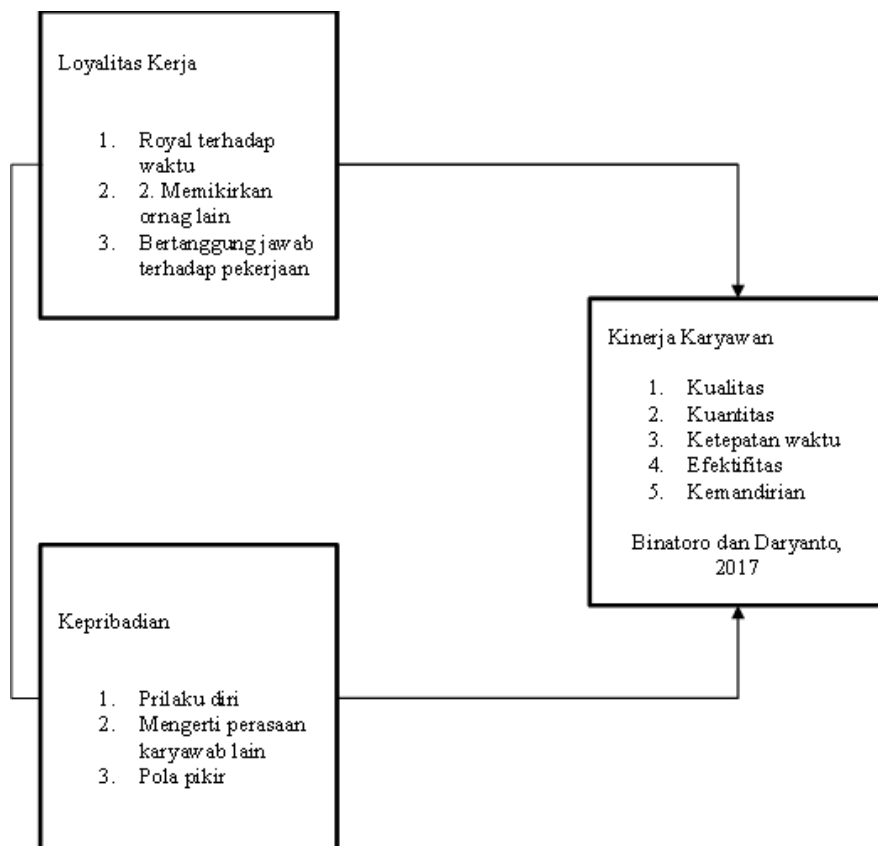 Loyalitas Kerja
1. Royal terhadap
waktu
2. 2. Memikirkan
ornag lain
3. Bertanggung jawab
terhadap pekerjaan
Kinerja Karyawan
1. Kualitas
2. Kuantitas
3. Ketepatan waktu
4. Efektifitas
5. Kemandirian
Binatoro dan Daryanto,
2017
Kepribadian
1. Prilaku diri
2. Mengerti perasaan
karyawab lain
3. Pola pikir